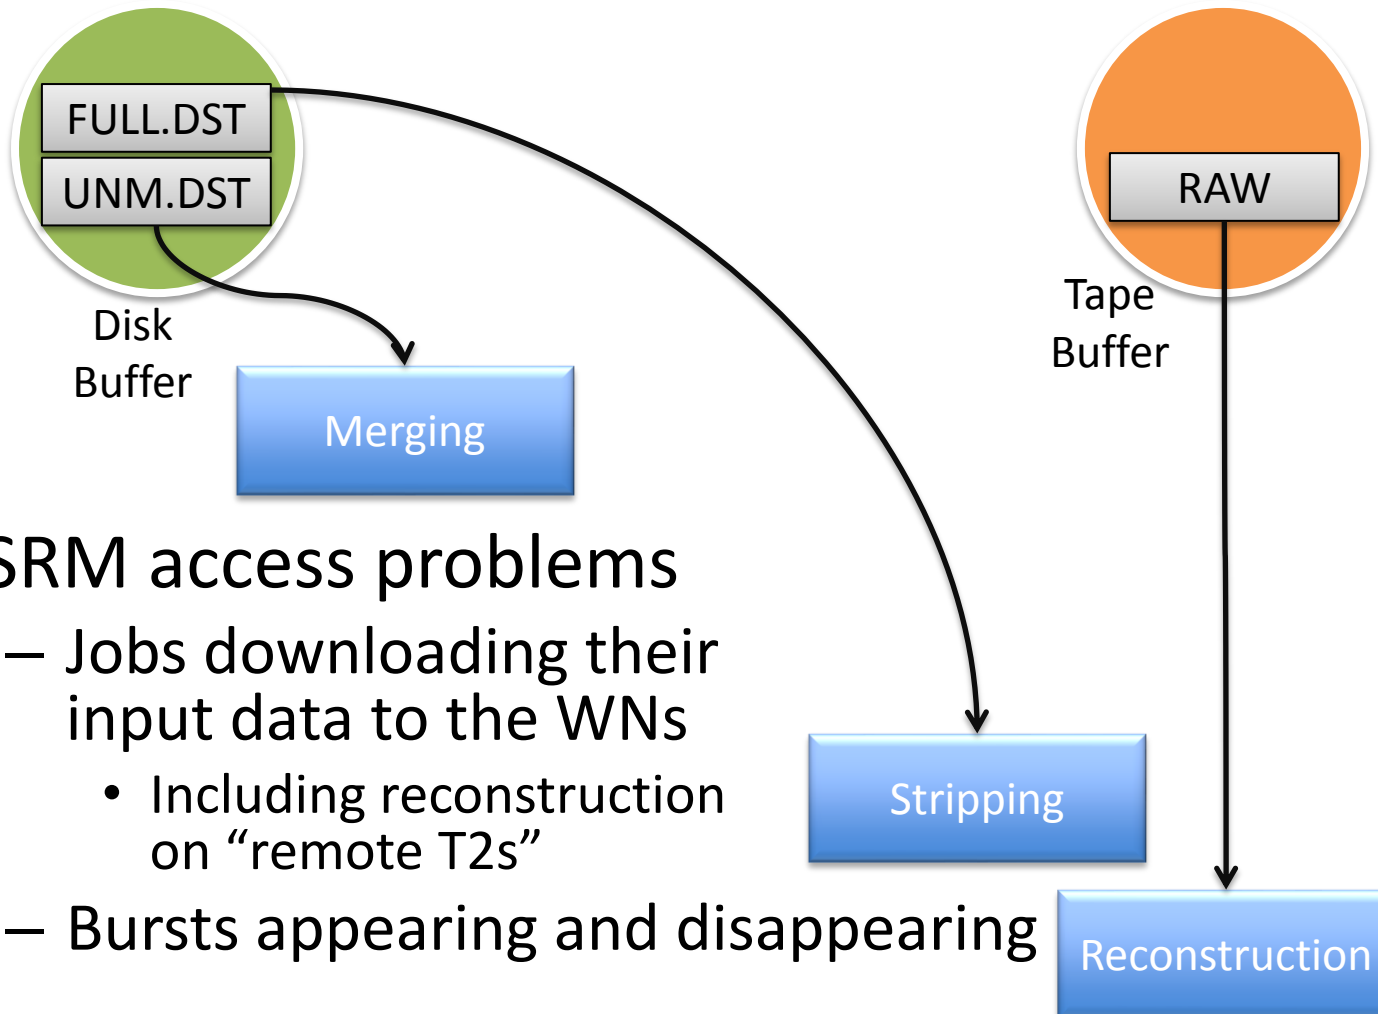 FULL.DST
UNM.DST
RAW
Disk
Buffer
Tape
Buffer
Merging
SRM access problems
– Jobs downloading their
input data to the WNs
• Including reconstruction
on “remote T2s”
Stripping
– Bursts appearing and disappearing
Reconstruction